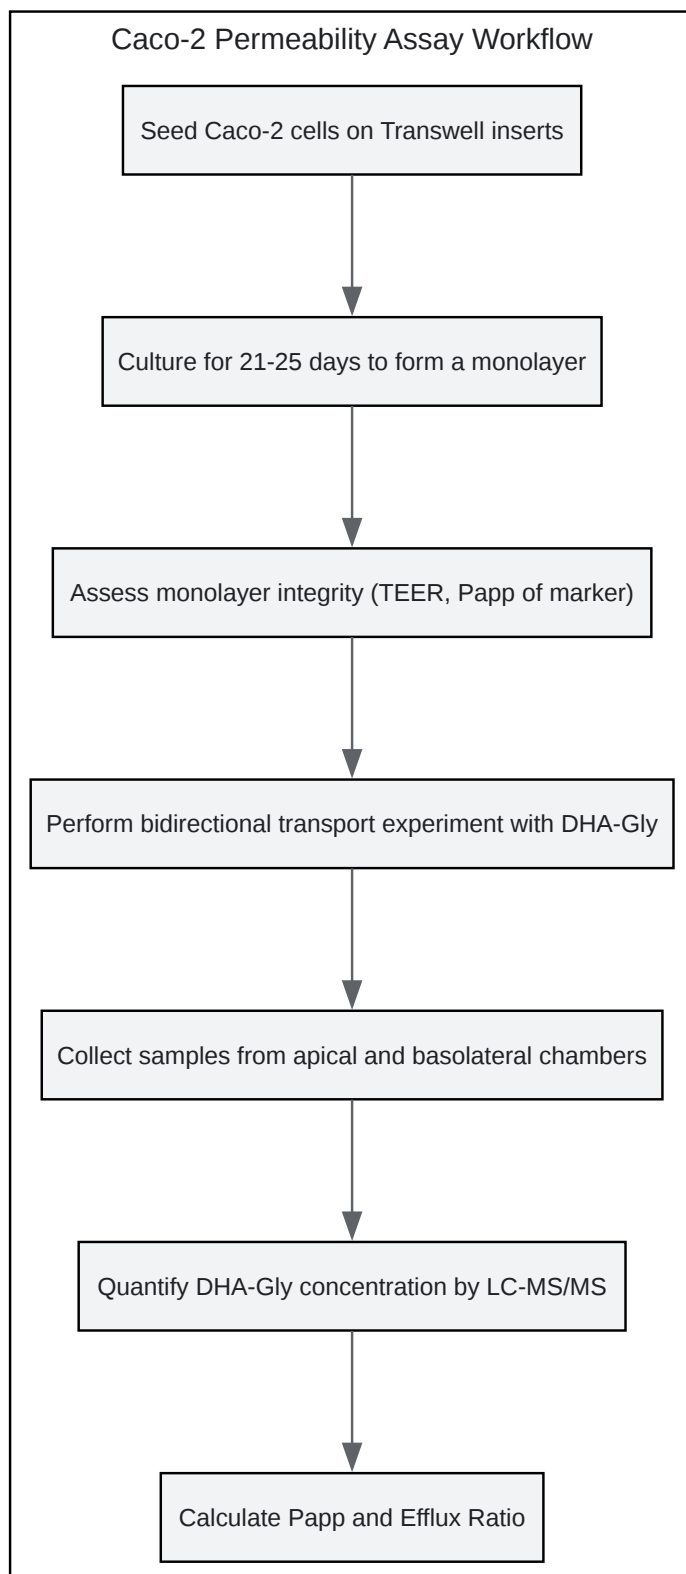 Caco-2 Permeability Assay Workflow
Seed Caco-2 cells on Transwell inserts
Culture for 21-25 days to form a monolayer
Assess monolayer integrity (TEER, Papp of marker)
Perform bidirectional transport experiment with DHA-Gly
Collect samples from apical and basolateral chambers
Quantify DHA-Gly concentration by LC-MS/MS
Calculate Papp and Efflux Ratio